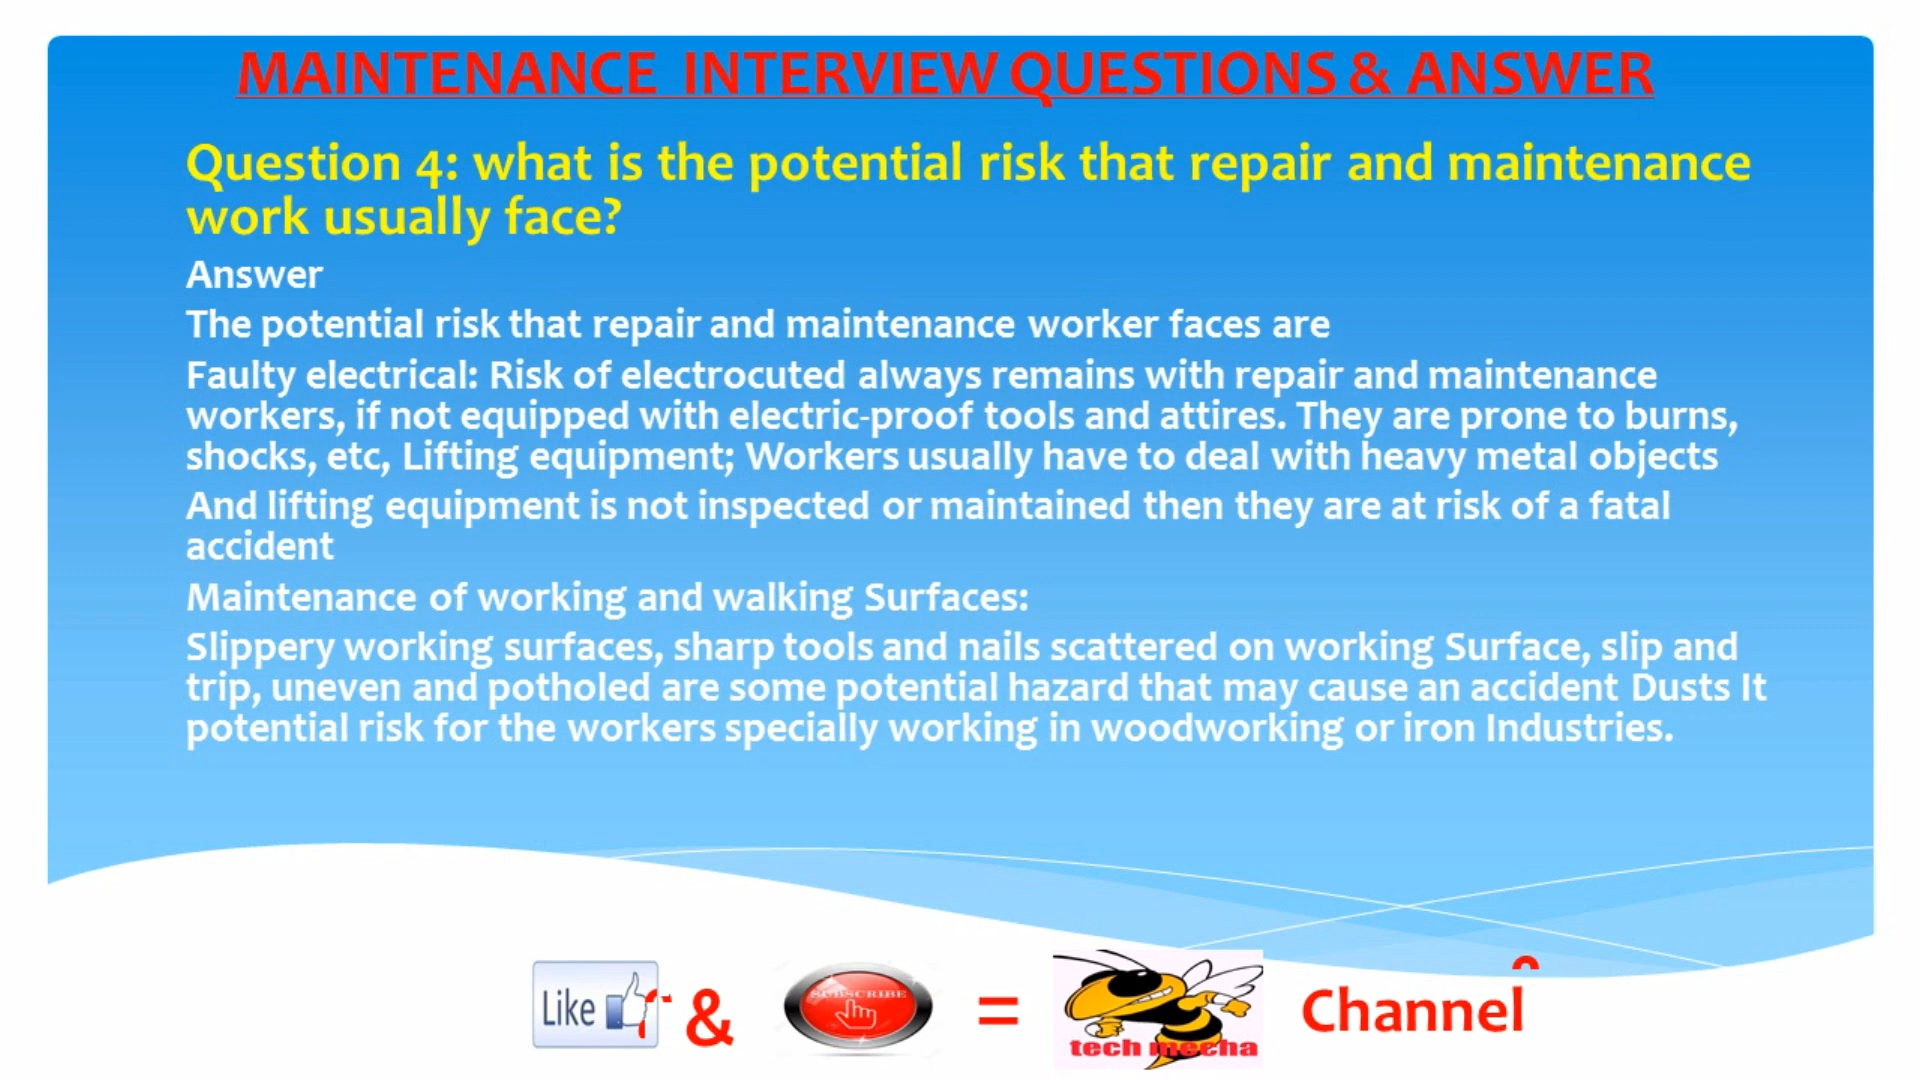 MAINTENANCE INTERVIEW QUESTIONS & ANSWER
Question 4: what is the potential risk that repair and maintenance
work usually face?
Answer
The potential risk that repair and maintenance worker faces are
Faulty electrical: Risk of electrocuted always remains with repair and maintenance
workers, if not equipped with electric-proof tools and attires. They are prone to burns,
shocks, etc, Lifting equipment; Workers usually have to deal with heavy metal objects
And lifting equipment is not inspected or maintained then they are at risk of a fatal
accident
Maintenance of working and walking Surfaces:
Slippery working surfaces, sharp tools and nails scattered on working Surface, slip and
trip, uneven and potholed are some potential hazard that may cause an accident Dusts It
potential risk for the workers specially working in woodworking or iron Industries.
Like & SUBSCRIBE = tech mecha Channel